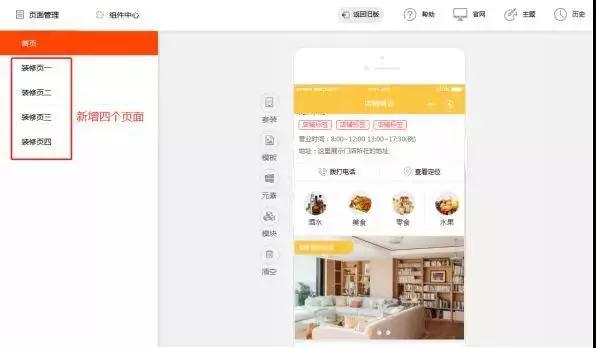 页面管理
组件中心
返回旧版
帮助
官网
主题
历史
首页
装修页一
装修页二
装修页三
装修页四
新增四个页面
套装
模板
元素
模块
清空
店铺标签 店铺标签 店铺标签
营业时间：8:00~12:00 13:00~17:30(例)
地址：这里展示门店所在的地址
拨打电话
查看定位
酒水
美食
零食
水果